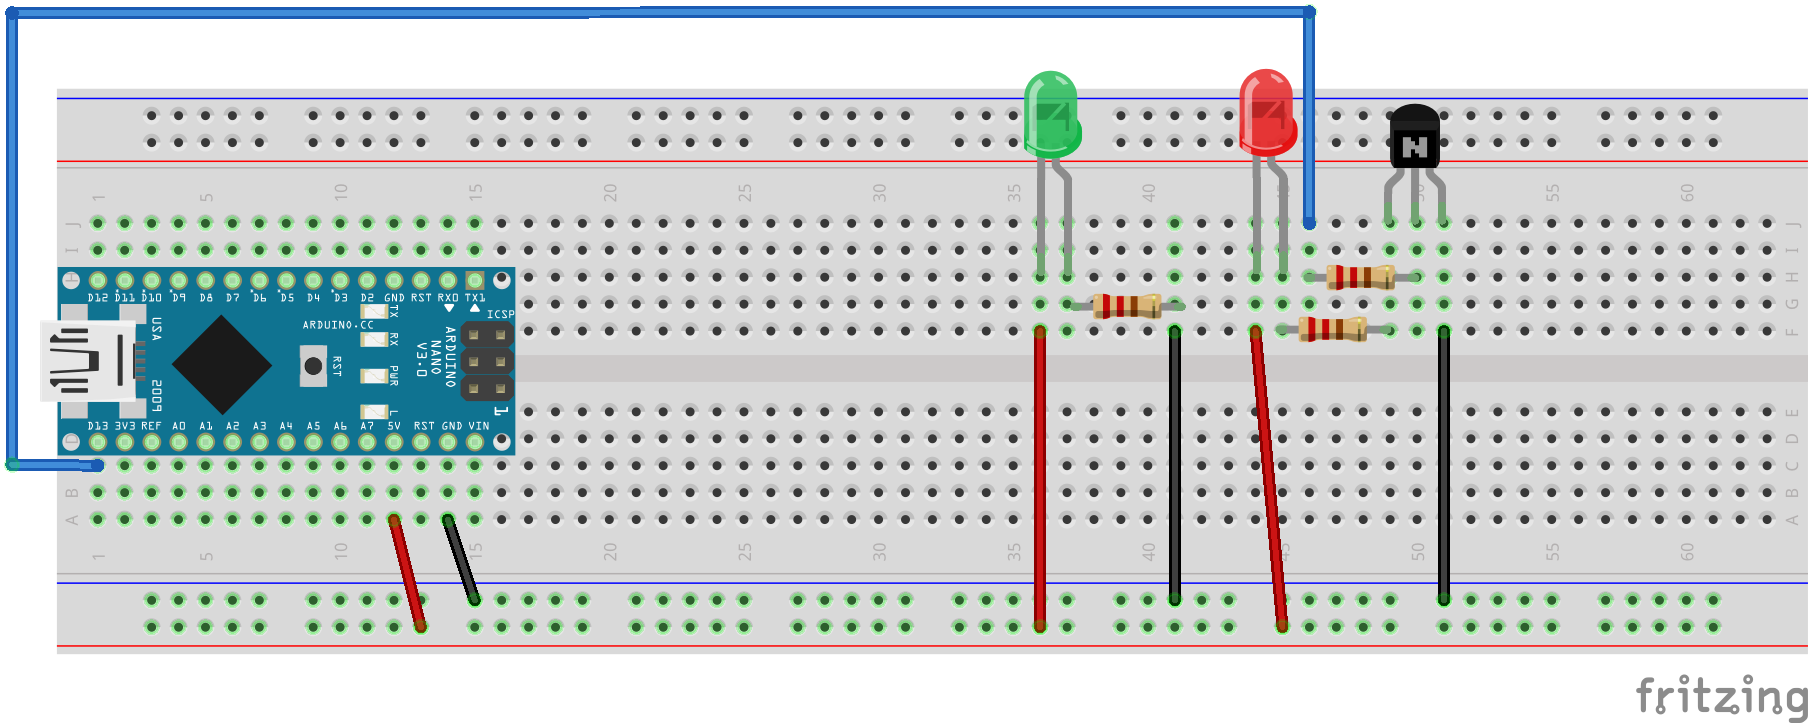 1 5 10 15 20 25 30 35 40 45 50 55 60
J
I
H
G
F
D12 D11 D10 D9 D8 D7 D6 D5 D4 D3 D2 GND RST RX0 TX1
USA
2009
ARDUINO.CC
RST
TX
RX
PWR
L
ICSP
ARDUINO
NANO
V3.0
1
N
D13 3V3 REF A0 A1 A2 A3 A4 A5 A6 A7 5V RST GND VIN
E
D
C
B
A
1 5 10 15 20 25 30 35 40 45 50 55 60
fritzing